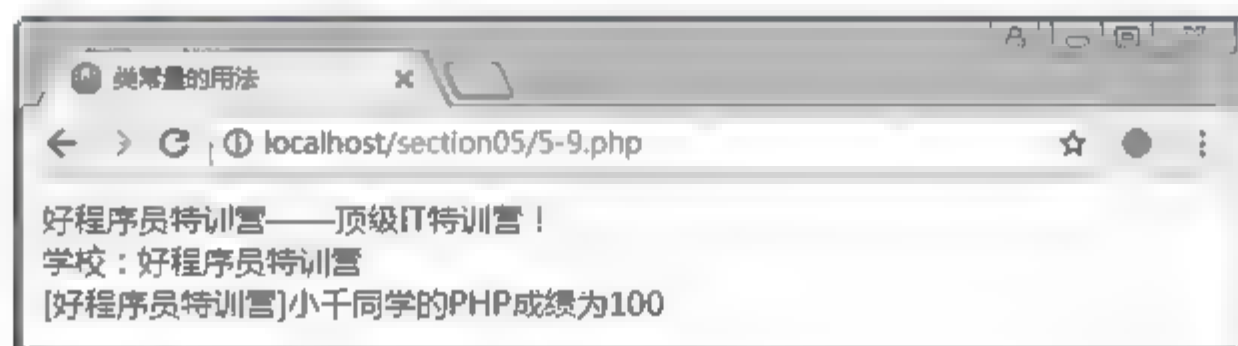 类常量的用法
localhost/section05/5-9.php
好程序员特训营——顶级IT特训营！
学校：好程序员特训营
[好程序员特训营]小千同学的PHP成绩为100